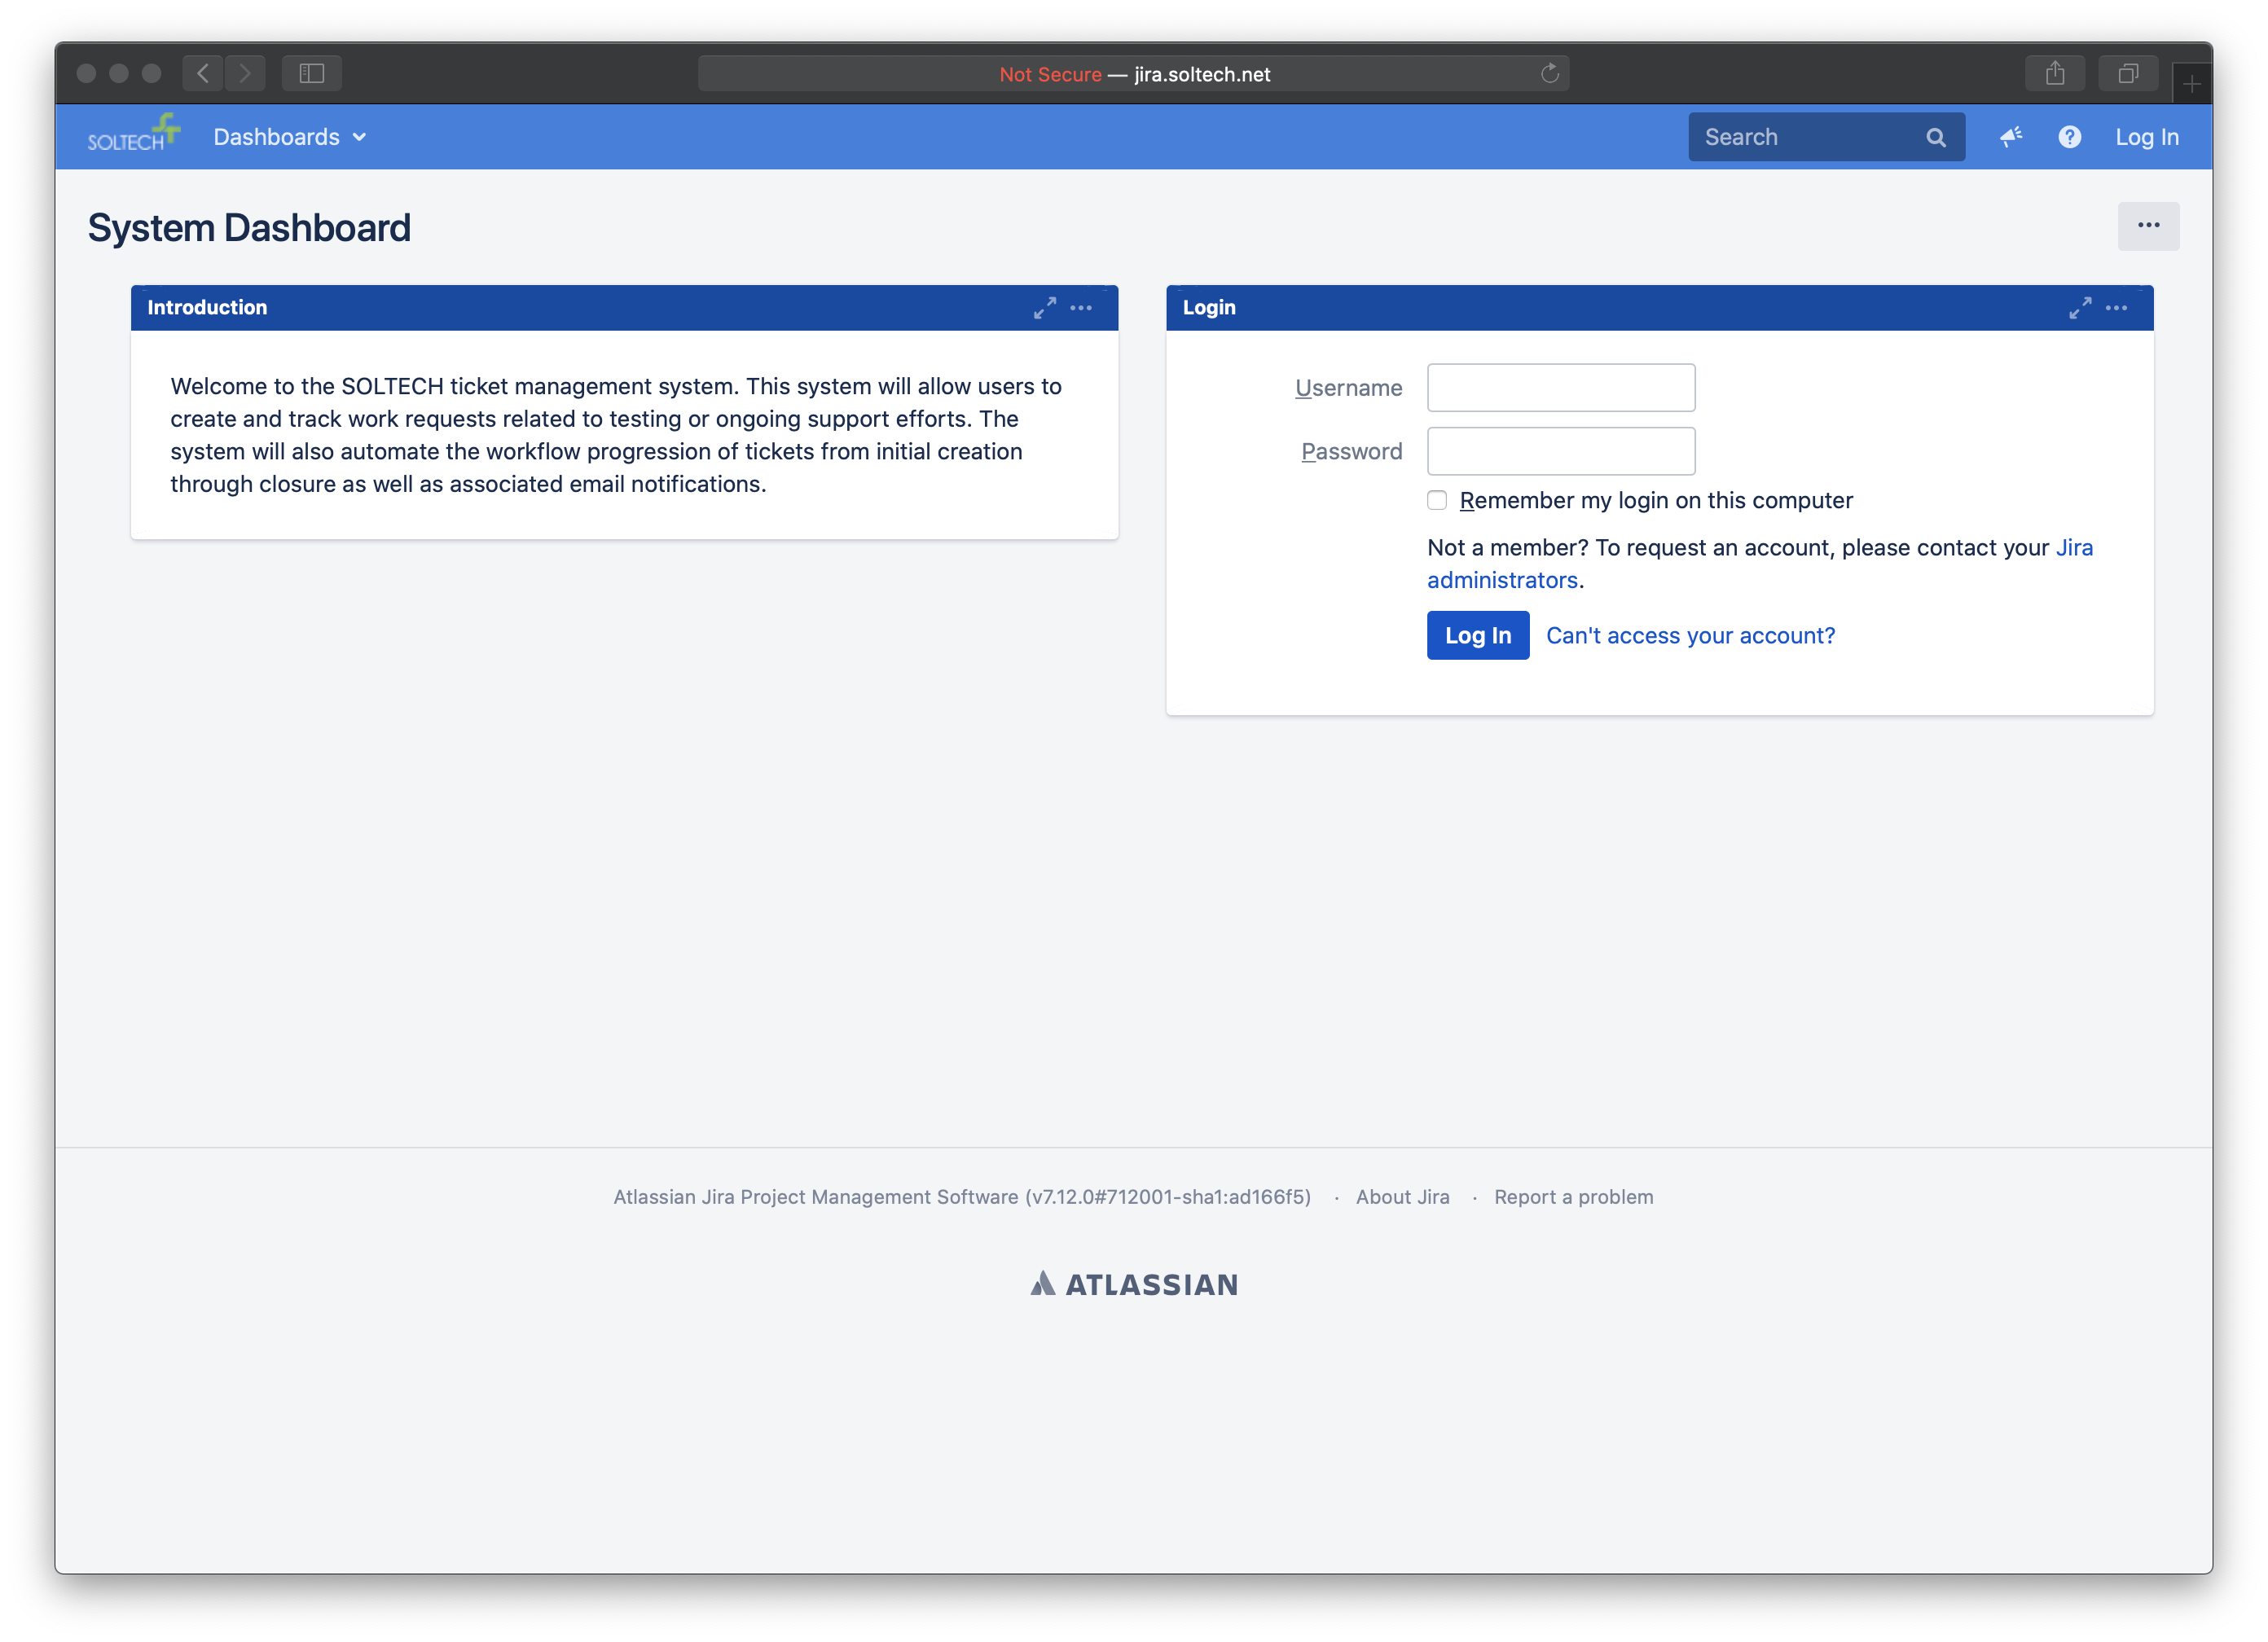 Not Secure — jira.soltech.net
SOLTECH
Dashboards
Search
Log In
System Dashboard
Introduction
Welcome to the SOLTECH ticket management system. This system will allow users to
create and track work requests related to testing or ongoing support efforts. The
system will also automate the workflow progression of tickets from initial creation
through closure as well as associated email notifications.
Login
Username
Password
Remember my login on this computer
Not a member? To request an account, please contact your Jira
administrators.
Log In Can't access your account?
Atlassian Jira Project Management Software (v7.12.0#712001-sha1:ad166f5) · About Jira · Report a problem
ATLASSIAN